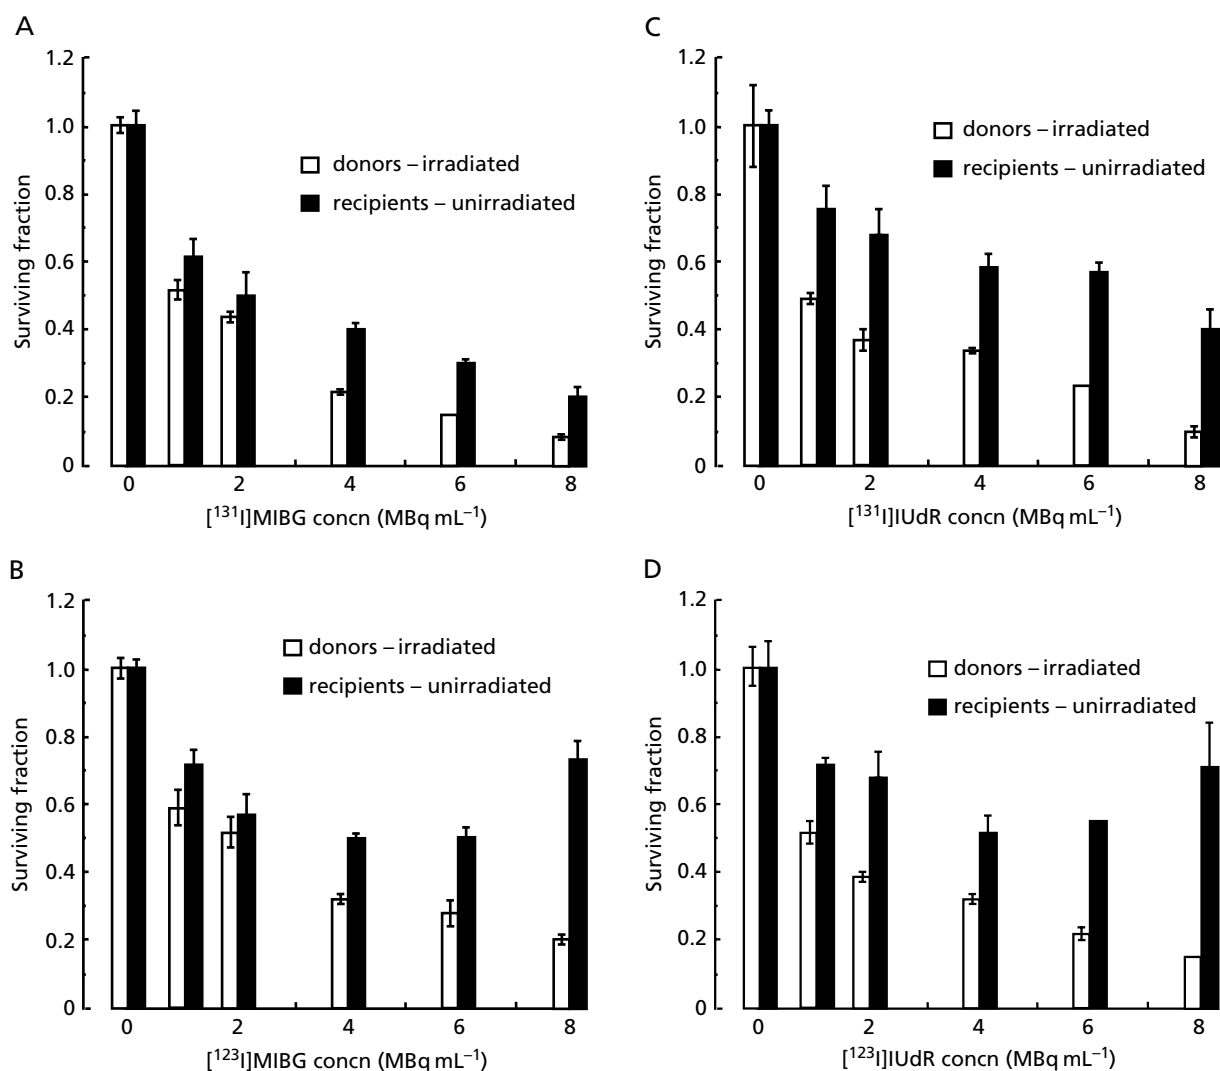 A
1.2
1.0
0.8
0.6
0.4
0.2
0
Surviving fraction
donors – irradiated
recipients – unirradiated
0 2 4 6 8
[¹³¹I]MIBG concn (MBq mL⁻¹)
C
1.2
1.0
0.8
0.6
0.4
0.2
0
Surviving fraction
donors – irradiated
recipients – unirradiated
0 2 4 6 8
[¹³¹I]IUdR concn (MBq mL⁻¹)
B
1.2
1.0
0.8
0.6
0.4
0.2
0
Surviving fraction
donors – irradiated
recipients – unirradiated
0 2 4 6 8
[¹²³I]MIBG concn (MBq mL⁻¹)
D
1.2
1.0
0.8
0.6
0.4
0.2
0
Surviving fraction
donors – irradiated
recipients – unirradiated
0 2 4 6 8
[¹²³I]IUdR concn (MBq mL⁻¹)